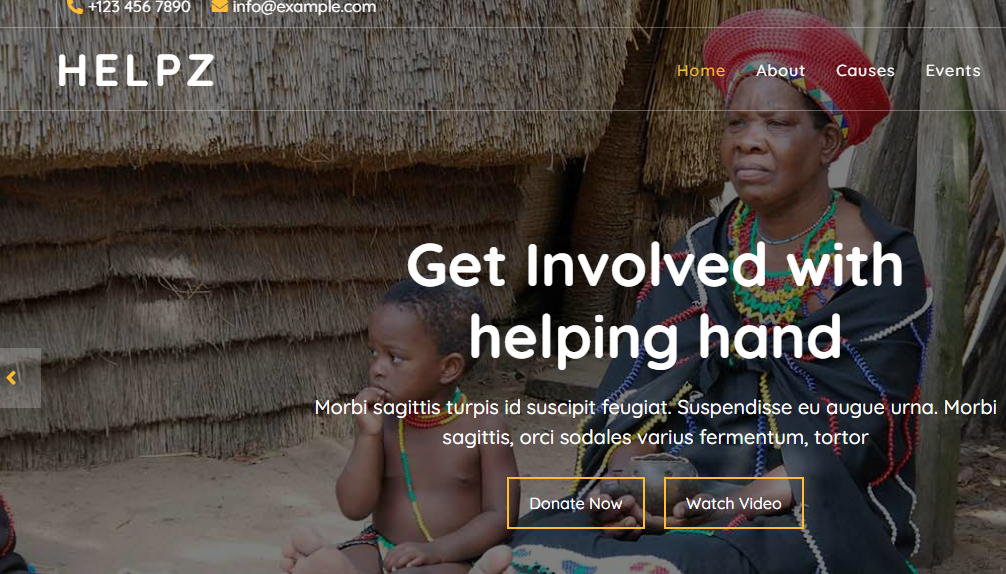 +123 456 7890 info@example.com
HELPZ
Home About Causes Events
Get Involved with
helping hand
Morbi sagittis turpis id suscipit feugiat. Suspendisse eu augue urna. Morbi
sagittis, orci sodales varius fermentum, tortor
Donate Now Watch Video